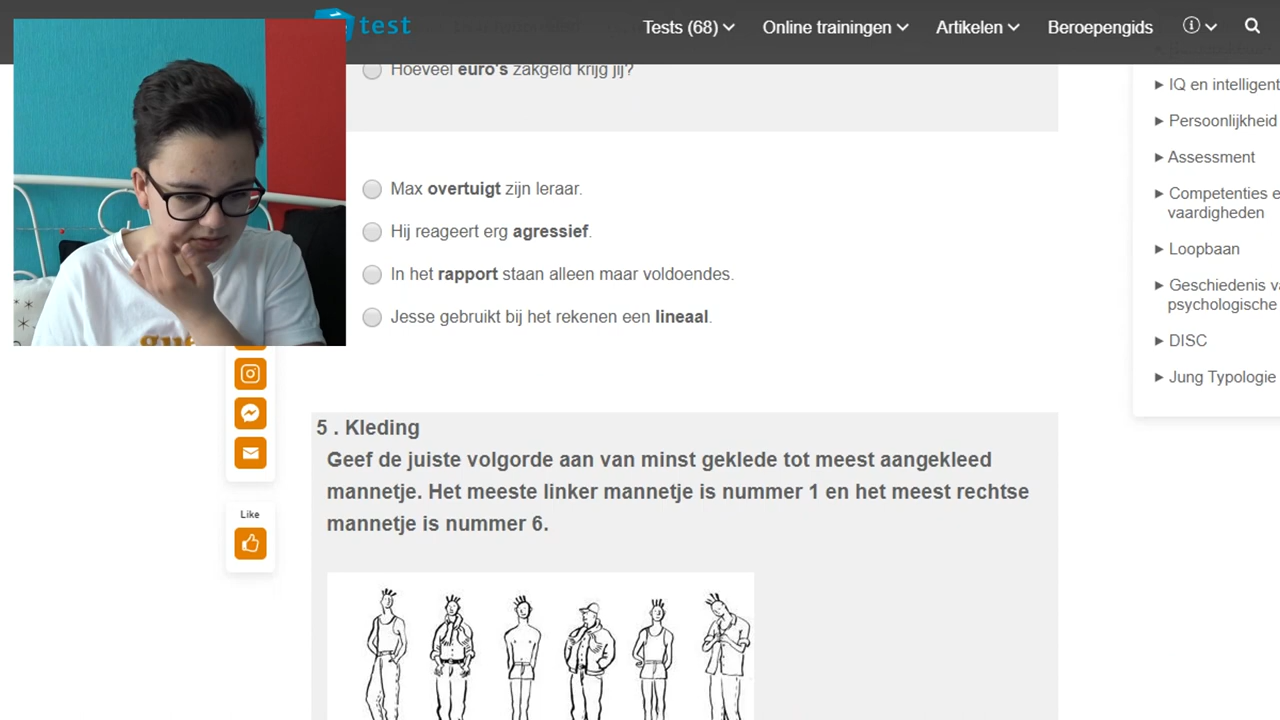 test
Tests (68)
Online trainingen
Artikelen
Beroepengids
Hoeveel euro's zakgeld krijg jij?
Max overtuigt zijn leraar.
Hij reageert erg agressief.
In het rapport staan alleen maar voldoendes.
Jesse gebruikt bij het rekenen een lineaal.
5 . Kleding
Geef de juiste volgorde aan van minst geklede tot meest aangekleed
mannetje. Het meeste linker mannetje is nummer 1 en het meest rechtse
mannetje is nummer 6.
Like
IQ en intelligent
Persoonlijkheid
Assessment
Competenties e
vaardigheden
Loopbaan
Geschiedenis va
psychologische
DISC
Jung Typologie